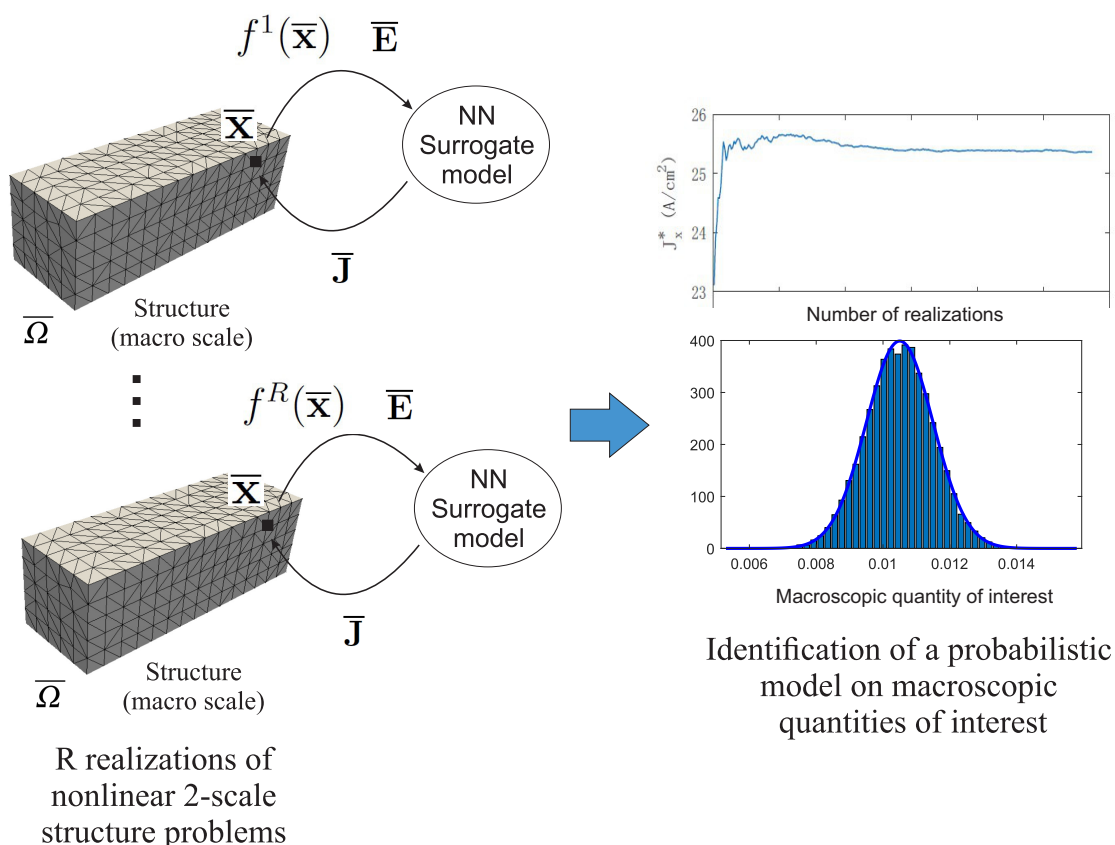 f¹(x̅) E̅
x̅
NN
Surrogate
model
J̅
Structure
(macro scale)
Ω̅
fᴿ(x̅) E̅
x̅
NN
Surrogate
model
J̅
Structure
(macro scale)
Ω̅
R realizations of
nonlinear 2-scale
structure problems
26
25
24
23
J*ₓ (A/cm²)
Number of realizations
400
300
200
100
0
0.006 0.008 0.01 0.012 0.014
Macroscopic quantity of interest
Identification of a probabilistic
model on macroscopic
quantities of interest